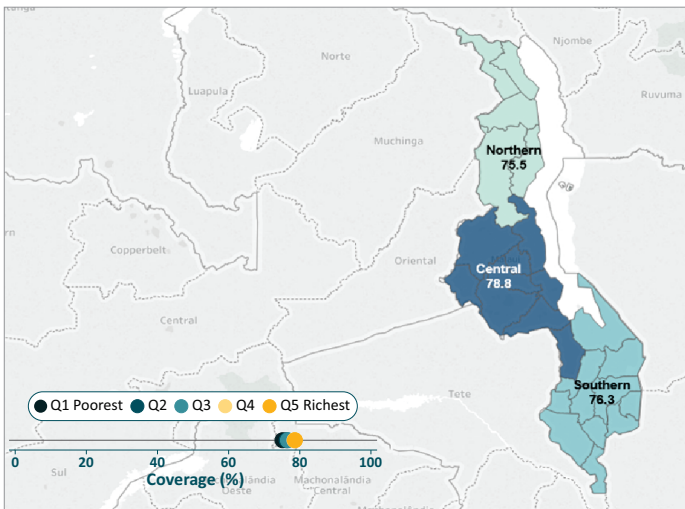 Njombe
Norte
Luapula
Ruvuma
Muchinga
Northern
75.5
Copperbelt
Oriental
Central
78.8
Central
Q1 Poorest
Q2
Q3
Q4
Q5 Richest
Southern
76.3
Tete
0
20
40
60
80
100
Sul
Coverage (%)
Oeste
Machonalândia
Central